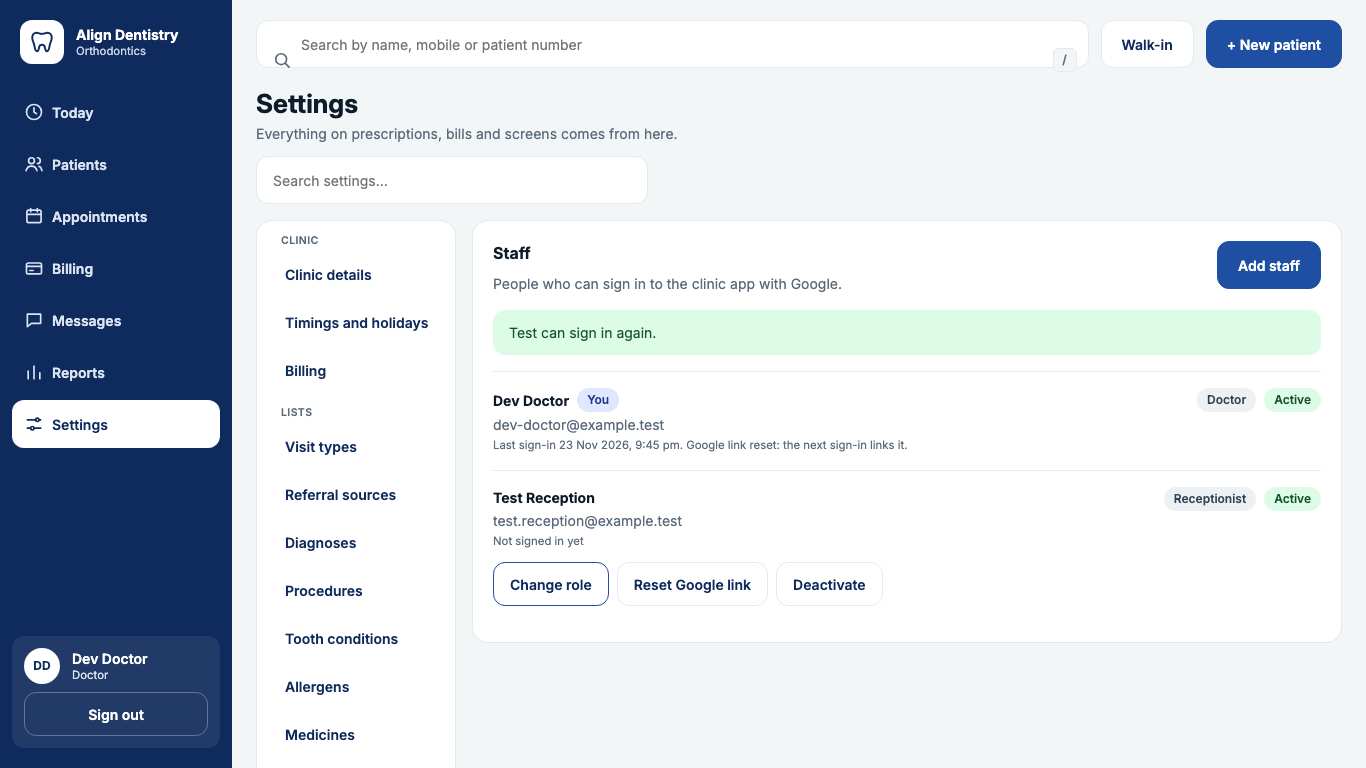 Align Dentistry
Orthodontics
Today
Patients
Appointments
Billing
Messages
Reports
Settings
DD
Dev Doctor
Doctor
Sign out
Search by name, mobile or patient number
/
Walk-in
+ New patient
Settings
Everything on prescriptions, bills and screens comes from here.
Search settings...
CLINIC
Clinic details
Timings and holidays
Billing
LISTS
Visit types
Referral sources
Diagnoses
Procedures
Tooth conditions
Allergens
Medicines
Staff
People who can sign in to the clinic app with Google.
Add staff
Test can sign in again.
Dev Doctor You
Doctor Active
dev-doctor@example.test
Last sign-in 23 Nov 2026, 9:45 pm. Google link reset: the next sign-in links it.
Test Reception
Receptionist Active
test.reception@example.test
Not signed in yet
Change role Reset Google link Deactivate